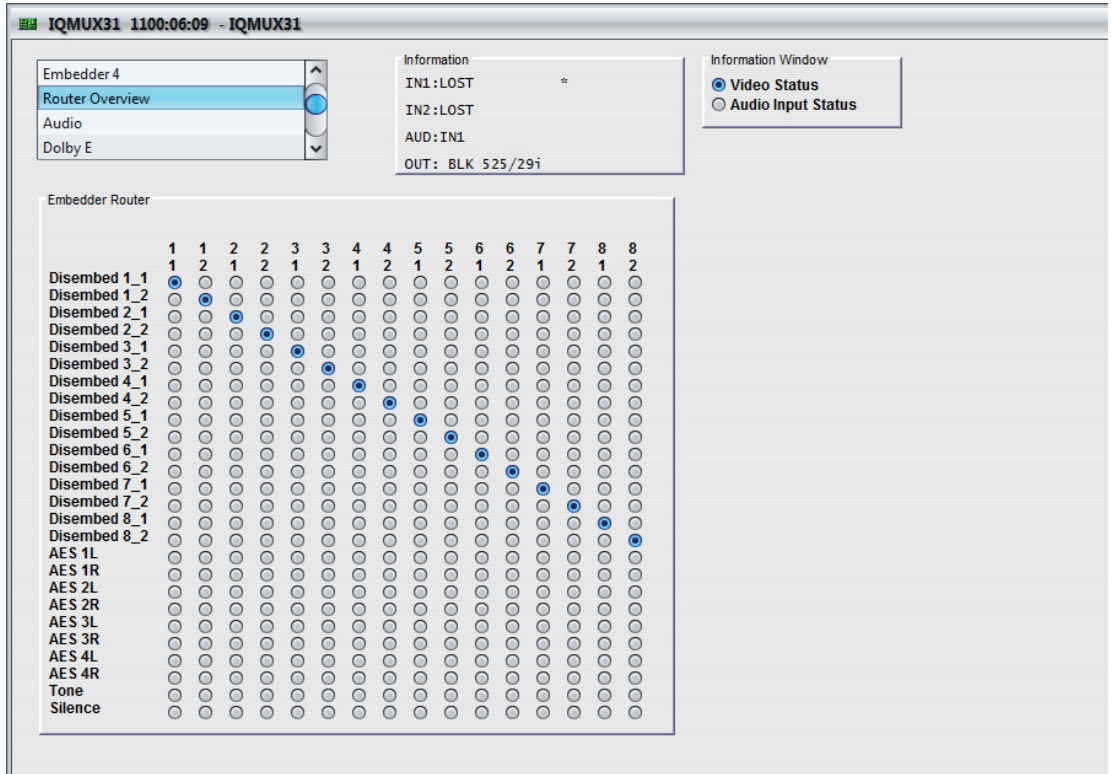 IQMUX31 1100:06:09 - IQMUX31
Embedder 4
Router Overview
Audio
Dolby E
Information
IN1:LOST *
IN2:LOST
AUD:IN1
OUT: BLK 525/29i
Information Window
Video Status
Audio Input Status
Embedder Router
1 1 2 2 3 3 4 4 5 5 6 6 7 7 8 8
1 2 1 2 1 2 1 2 1 2 1 2 1 2 1 2
Disembed 1_1
Disembed 1_2
Disembed 2_1
Disembed 2_2
Disembed 3_1
Disembed 3_2
Disembed 4_1
Disembed 4_2
Disembed 5_1
Disembed 5_2
Disembed 6_1
Disembed 6_2
Disembed 7_1
Disembed 7_2
Disembed 8_1
Disembed 8_2
AES 1L
AES 1R
AES 2L
AES 2R
AES 3L
AES 3R
AES 4L
AES 4R
Tone
Silence